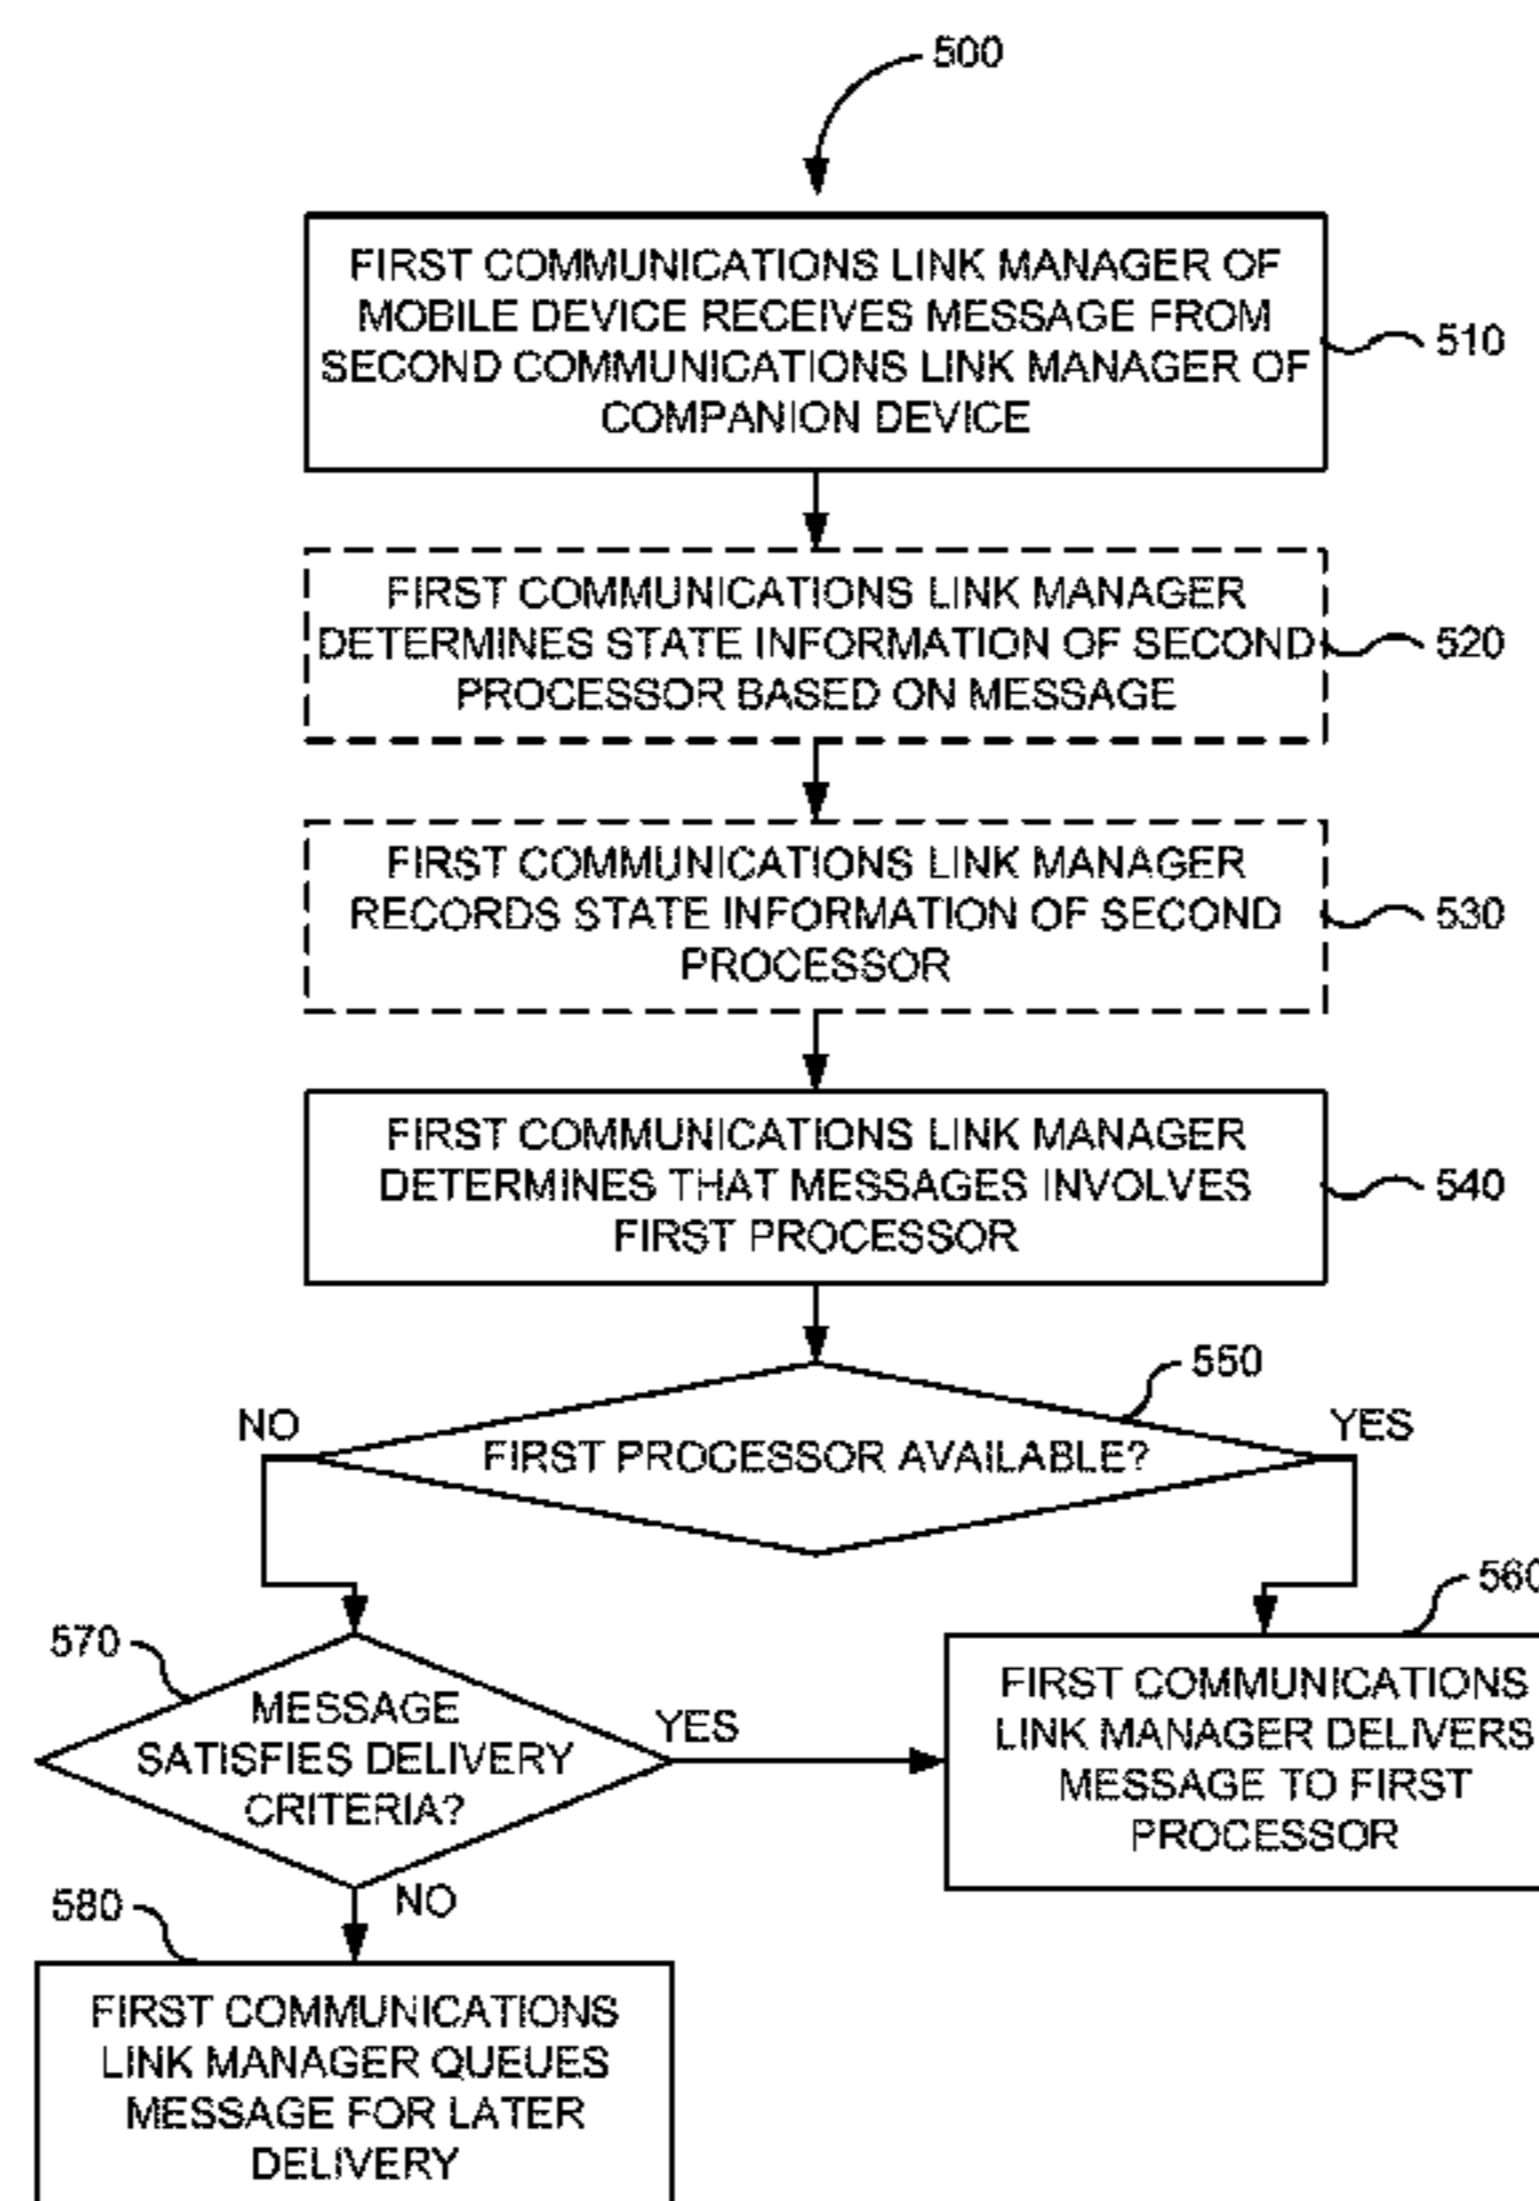 500
FIRST COMMUNICATIONS LINK MANAGER OF
MOBILE DEVICE RECEIVES MESSAGE FROM
SECOND COMMUNICATIONS LINK MANAGER OF
COMPANION DEVICE
510
FIRST COMMUNICATIONS LINK MANAGER
DETERMINES STATE INFORMATION OF SECOND
PROCESSOR BASED ON MESSAGE
520
FIRST COMMUNICATIONS LINK MANAGER
RECORDS STATE INFORMATION OF SECOND
PROCESSOR
530
FIRST COMMUNICATIONS LINK MANAGER
DETERMINES THAT MESSAGES INVOLVES
FIRST PROCESSOR
540
550
NO
FIRST PROCESSOR AVAILABLE?
YES
560
FIRST COMMUNICATIONS
LINK MANAGER DELIVERS
MESSAGE TO FIRST
PROCESSOR
570
MESSAGE
SATISFIES DELIVERY
CRITERIA?
YES
NO
580
FIRST COMMUNICATIONS
LINK MANAGER QUEUES
MESSAGE FOR LATER
DELIVERY